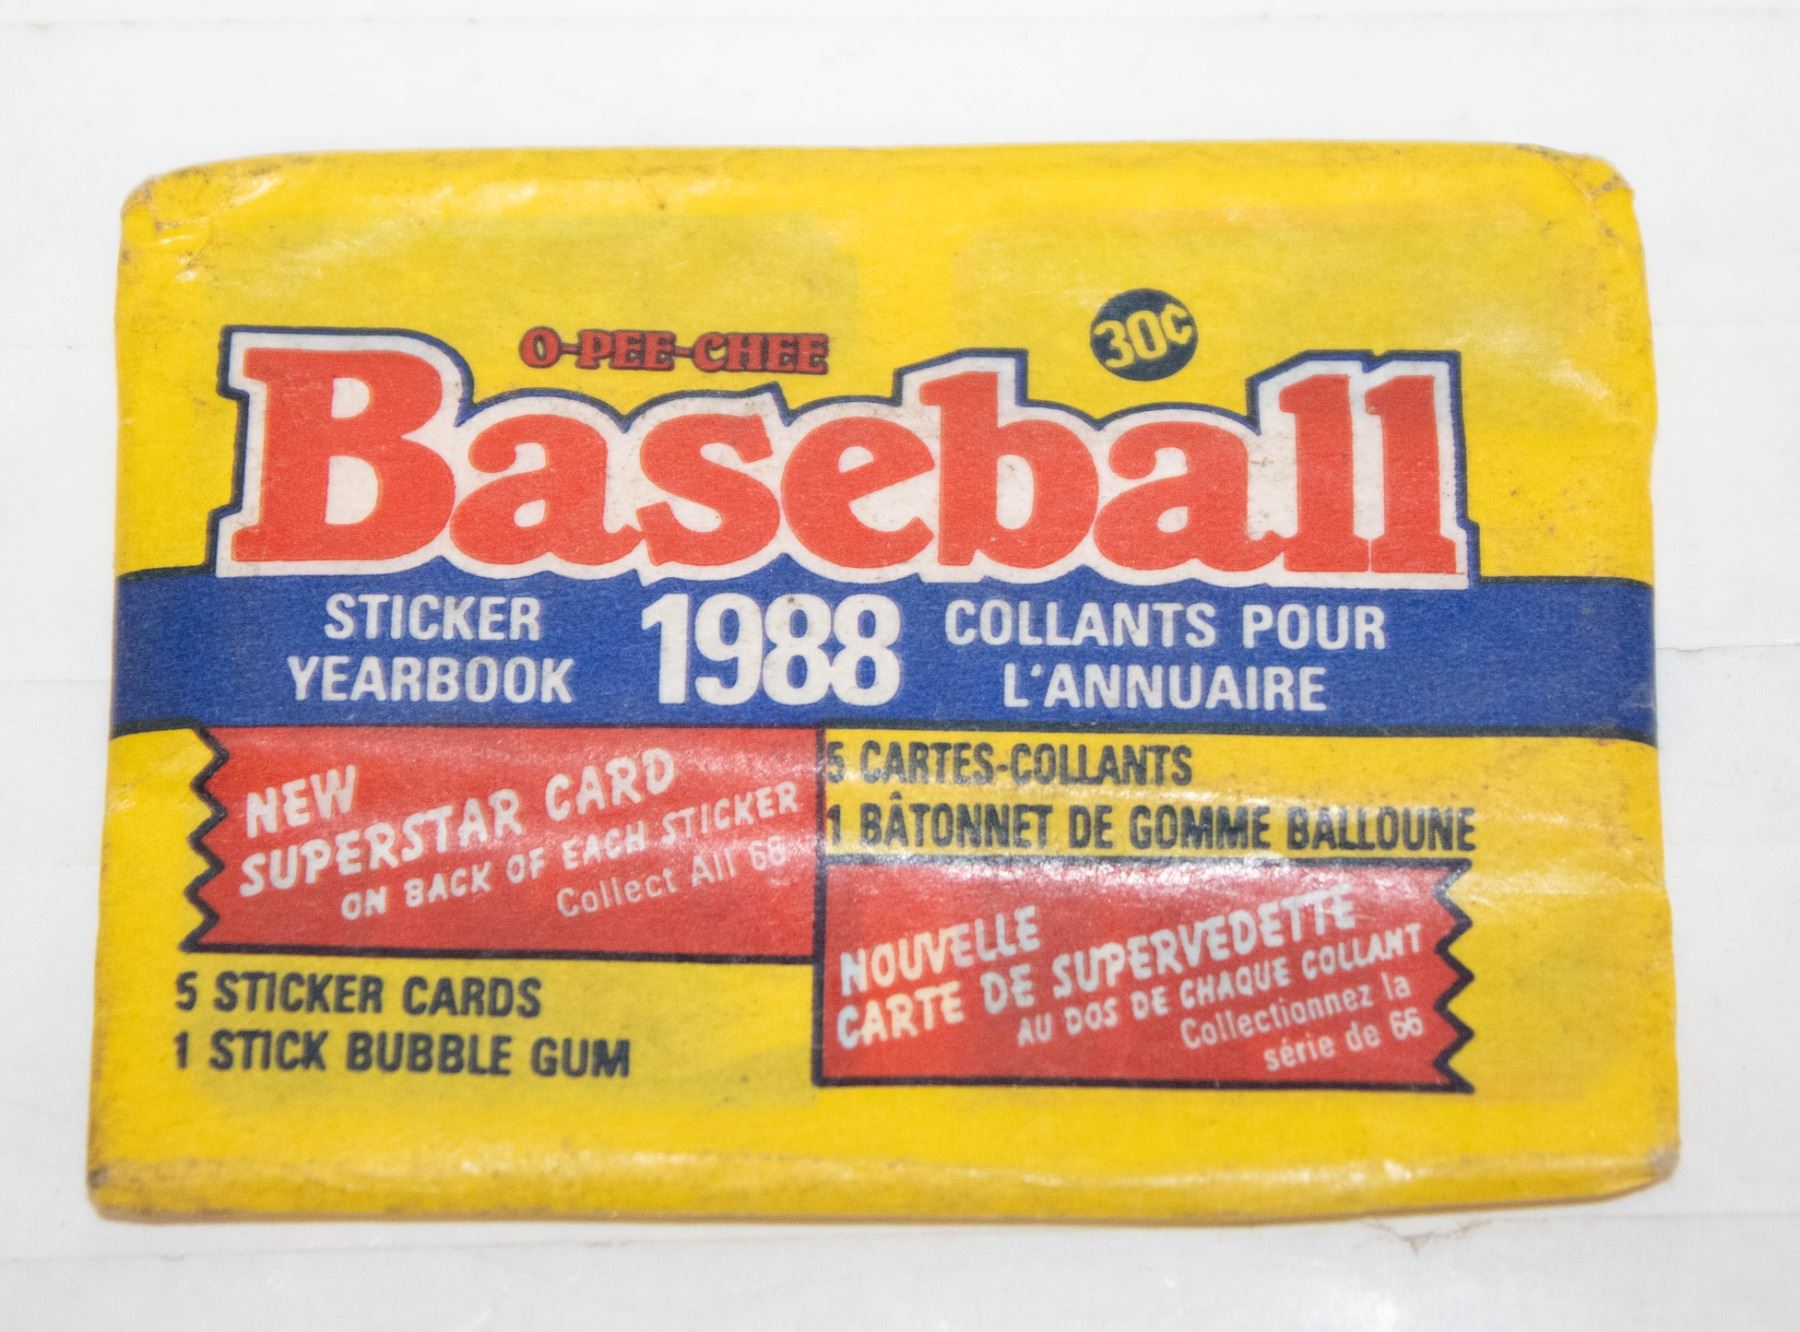 O-PEE-CHEE
30¢
Baseball
STICKER
YEARBOOK
1988
COLLANTS POUR
L'ANNUAIRE
NEW
SUPERSTAR CARD
ON BACK OF EACH STICKER
Collect All 66
5 STICKER CARDS
1 STICK BUBBLE GUM
5 CARTES-COLLANTS
1 BÂTONNET DE GOMME BALLOUNE
NOUVELLE
CARTE DE SUPERVEDETTE
AU DOS DE CHAQUE COLLANT
Collectionnez la
série de 66